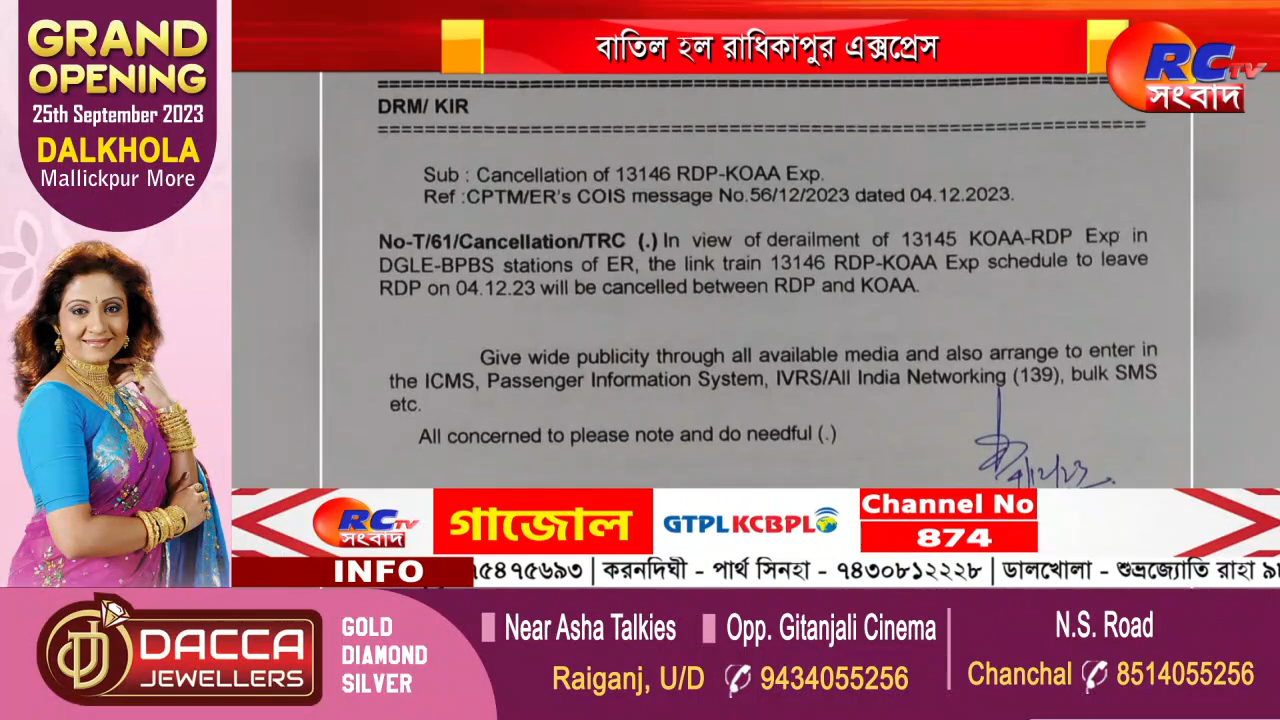 GRAND
OPENING
25th September 2023
DALKHOLA
Mallickpur More
বাতিল হল রাধিকাপুর এক্সপ্রেস
RC TV
সংবাদ
DRM/ KIR
Sub : Cancellation of 13146 RDP-KOAA Exp.
Ref :CPTM/ER's COIS message No.56/12/2023 dated 04.12.2023.
No-T/61/Cancellation/TRC (.) In view of derailment of 13145 KOAA-RDP Exp in
DGLE-BPBS stations of ER, the link train 13146 RDP-KOAA Exp schedule to leave
RDP on 04.12.23 will be cancelled between RDP and KOAA.
Give wide publicity through all available media and also arrange to enter in
the ICMS, Passenger Information System, IVRS/All India Networking (139), bulk SMS
etc.
All concerned to please note and do needful (.)
4/12/23
RC TV
সংবাদ
গাজোল
GTPL KCBPL
Channel No
874
INFO
৭৫৪৭৫৬৯৩ | করনদিঘী - পার্থ সিনহা - ৭৪৩০৮১২২২৮ | ডালখোলা - শুভ্রজ্যোতি রাহা ৯৮
DJ DACCA
JEWELLERS
GOLD
DIAMOND
SILVER
Near Asha Talkies
Opp. Gitanjali Cinema
Raiganj, U/D 9434055256
N.S. Road
Chanchal 8514055256